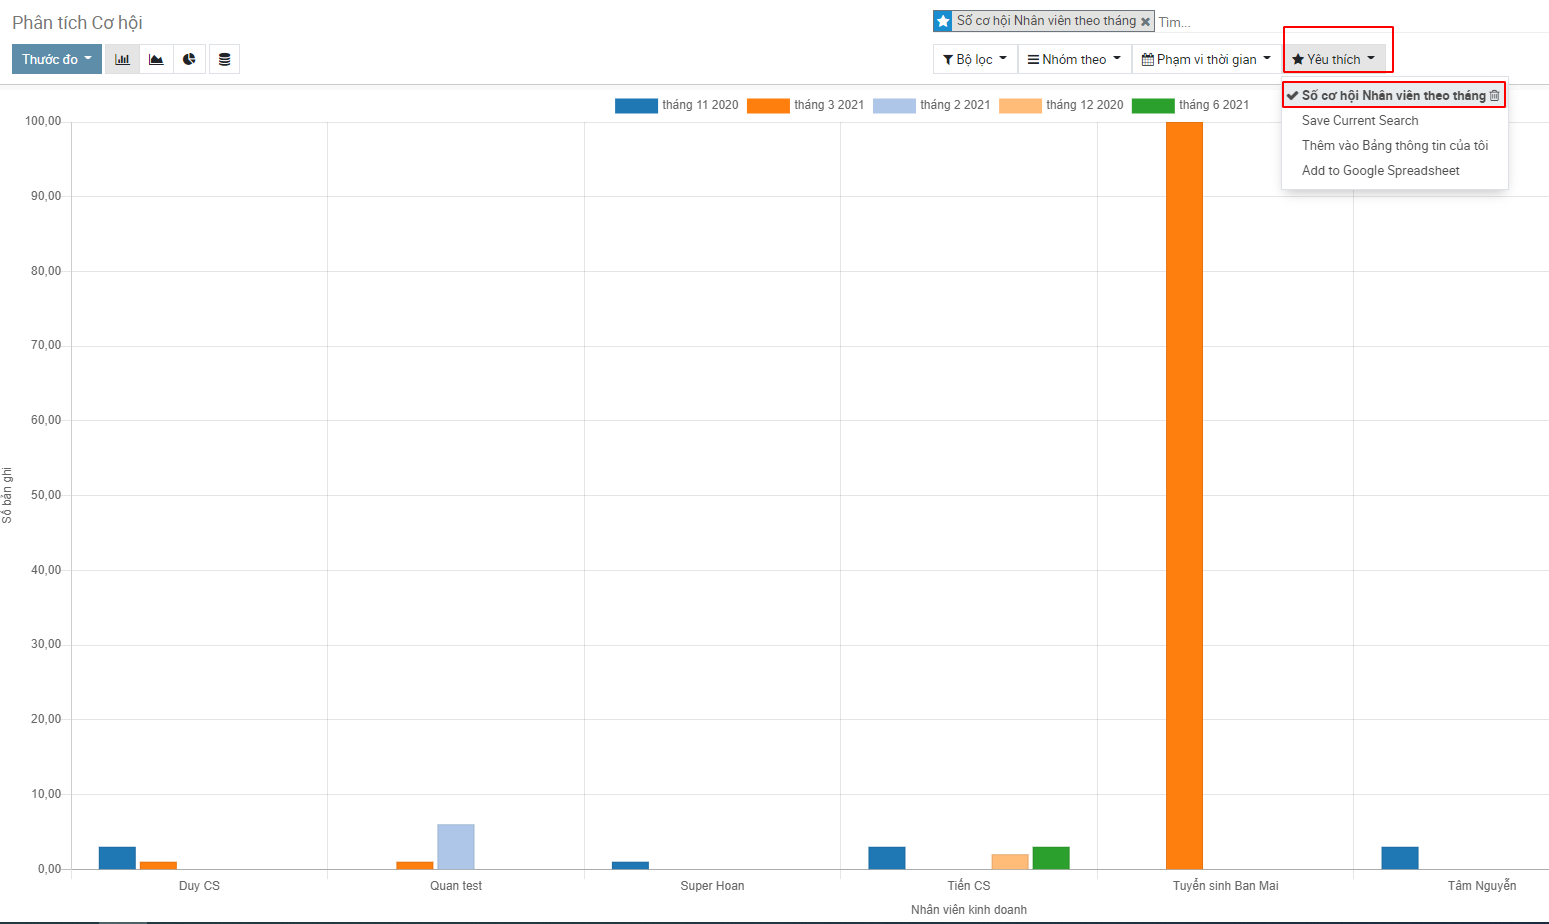 Phân tích Cơ hội
Số cơ hội Nhân viên theo tháng Tìm...
Thước đo
Bộ lọc Nhóm theo Phạm vi thời gian Yêu thích
Số cơ hội Nhân viên theo tháng
Save Current Search
Thêm vào Bảng thông tin của tôi
Add to Google Spreadsheet
tháng 11 2020 tháng 3 2021 tháng 2 2021 tháng 12 2020 tháng 6 2021
100,00
90,00
80,00
70,00
60,00
50,00
40,00
30,00
20,00
10,00
0,00
Số bản ghi
Duy CS Quan test Super Hoan Tiến CS Tuyển sinh Ban Mai Tâm Nguyễn
Nhân viên kinh doanh